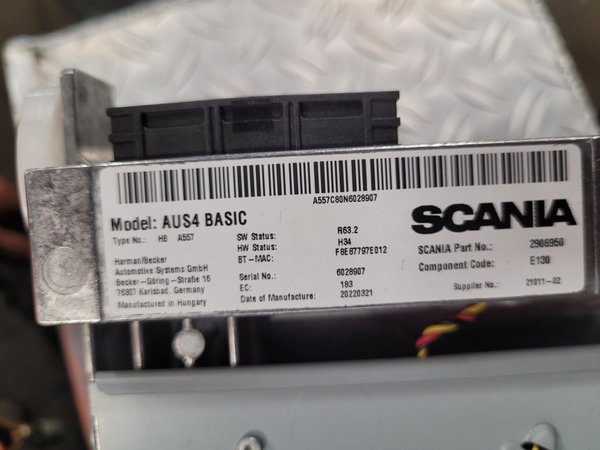 A557C80N6028907
Model: AUS4 BASIC
SCANIA
Type No.: HB A557
SW Status: R63.2
HW Status: H34
BT-MAC: F8E87797E012
SCANIA Part No.: 2906950
Component Code: E130
Harman/Becker
Automotive Systems GmbH
Becker-Göring-Straße 16
76307 Karlsbad, Germany
Manufactured in Hungary
Serial No.: 6028907
EC: 183
Date of Manufacture: 20220321
Supplier No.: 21011-02